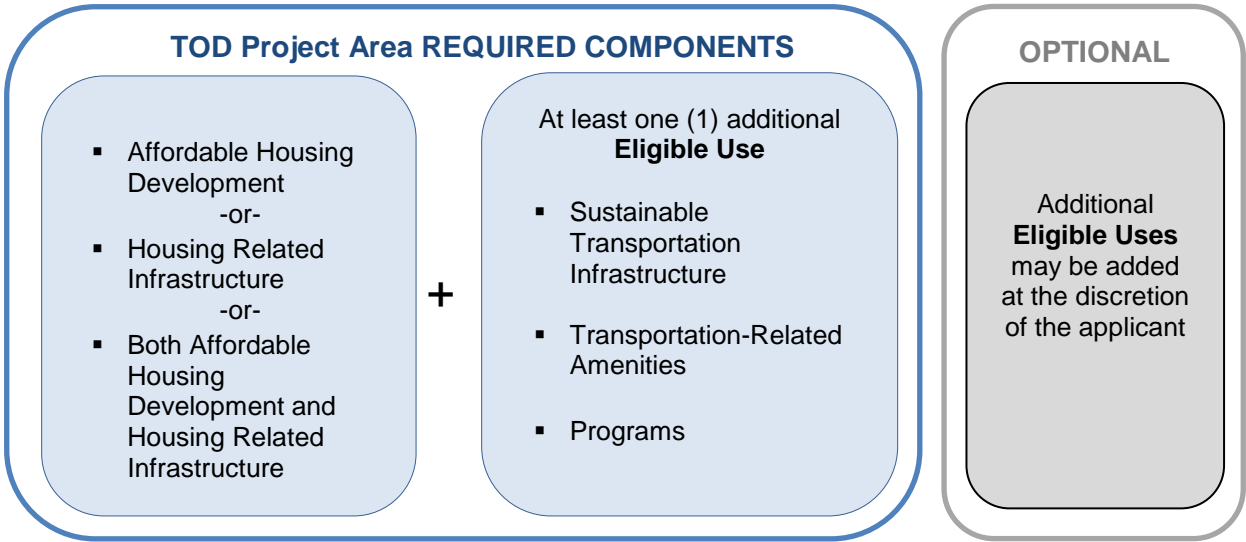 TOD Project Area REQUIRED COMPONENTS
▪ Affordable Housing
Development
-or-
▪ Housing Related
Infrastructure
-or-
▪ Both Affordable
Housing
Development and
Housing Related
Infrastructure
+
At least one (1) additional
Eligible Use
▪ Sustainable
Transportation
Infrastructure
▪ Transportation-Related
Amenities
▪ Programs
OPTIONAL
Additional
Eligible Uses
may be added
at the discretion
of the applicant